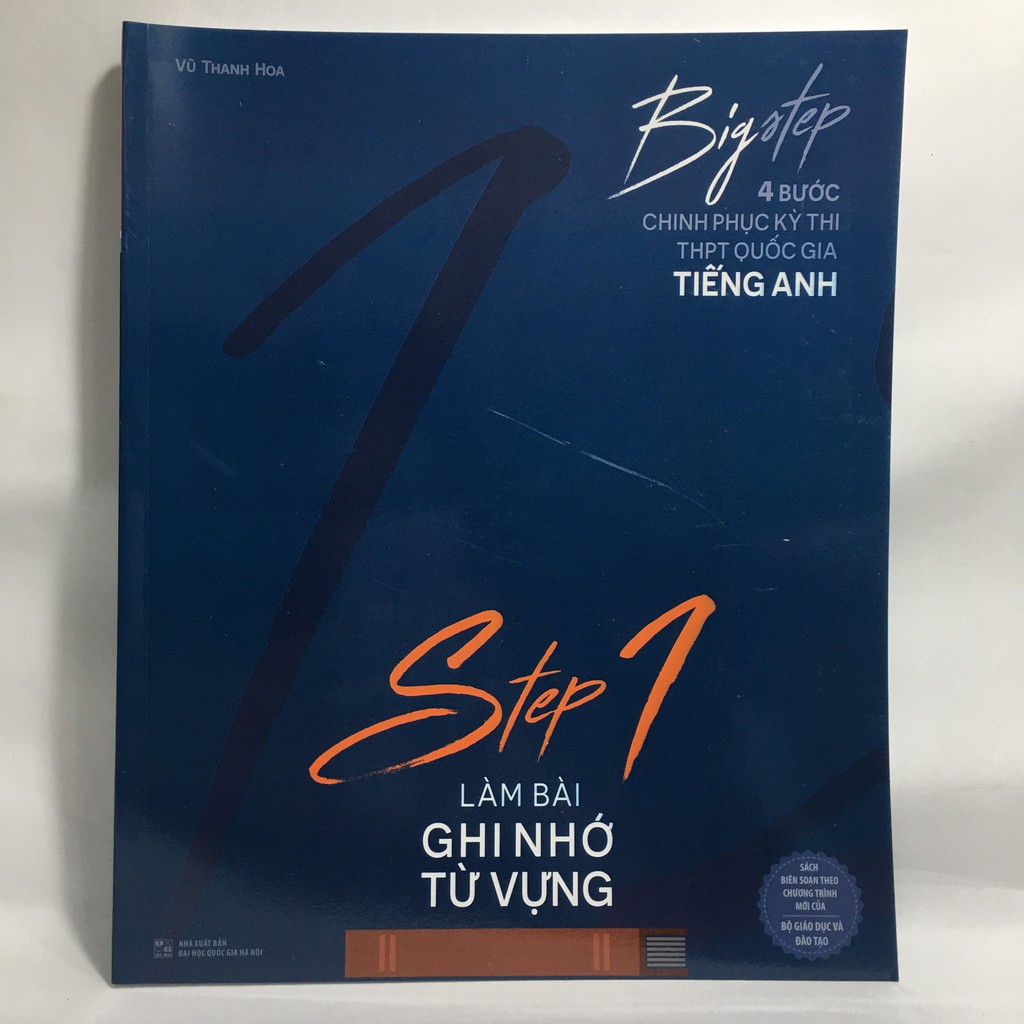 VŨ THANH HOA
Bigstep
4 BƯỚC
CHINH PHỤC KỲ THI
THPT QUỐC GIA
TIẾNG ANH
Step 1
LÀM BÀI
GHI NHỚ
TỪ VỰNG
SÁCH
BIÊN SOẠN THEO
CHƯƠNG TRÌNH
MỚI CỦA
BỘ GIÁO DỤC VÀ
ĐÀO TẠO
NHÀ XUẤT BẢN
ĐẠI HỌC QUỐC GIA HÀ NỘI